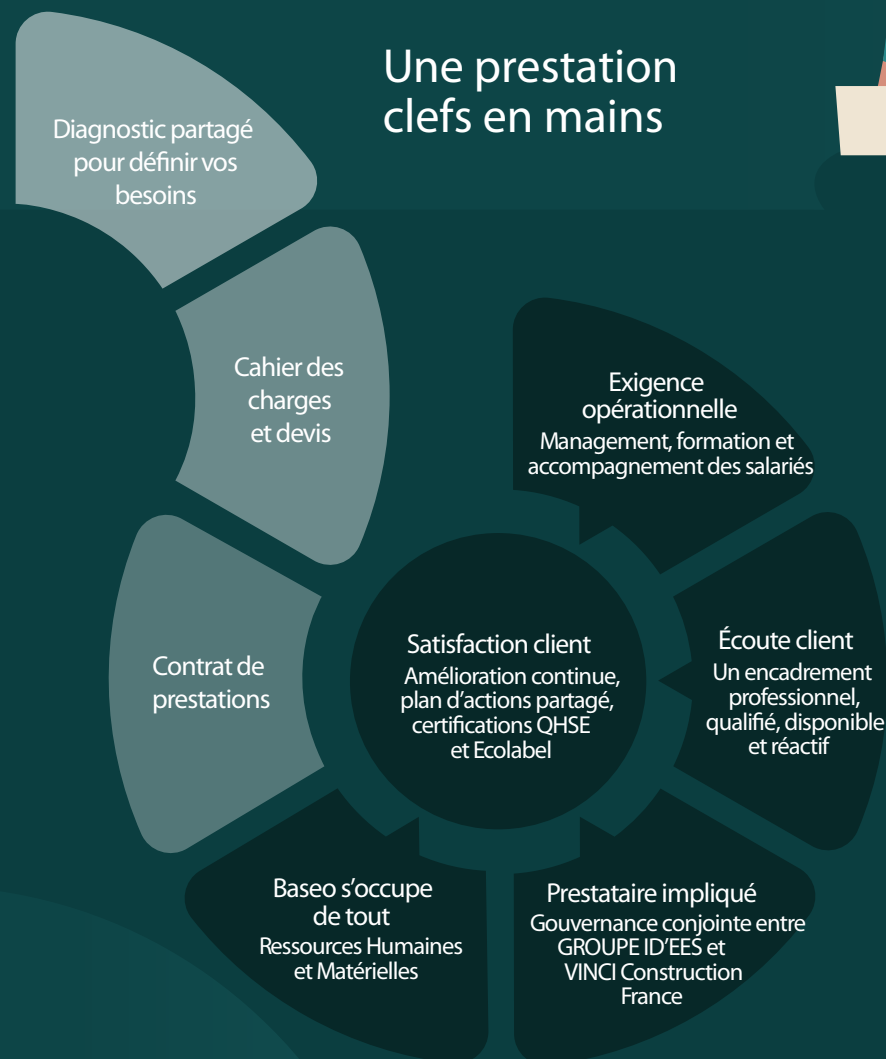 Une prestation
clefs en mains
Diagnostic partagé
pour définir vos
besoins
Cahier des
charges
et devis
Contrat de
prestations
Baseo s’occupe
de tout
Ressources Humaines
et Matérielles
Prestataire impliqué
Gouvernance conjointe entre
GROUPE ID’EES et
VINCI Construction
France
Écoute client
Un encadrement
professionnel,
qualifié, disponible
et réactif
Exigence
opérationnelle
Management, formation et
accompagnement des salariés
Satisfaction client
Amélioration continue,
plan d’actions partagé,
certifications QHSE
et Ecolabel